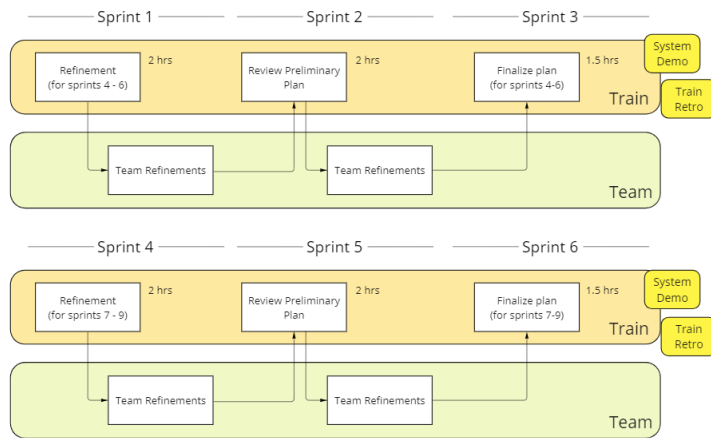 Sprint 1
Sprint 2
Sprint 3
Refinement
(for sprints 4 - 6)
2 hrs
Review Preliminary
Plan
2 hrs
Finalize plan
(for sprints 4-6)
1.5 hrs
System
Demo
Train
Retro
Train
Team Refinements
Team Refinements
Team
Sprint 4
Sprint 5
Sprint 6
Refinement
(for sprints 7 - 9)
2 hrs
Review Preliminary
Plan
2 hrs
Finalize plan
(for sprints 7-9)
1.5 hrs
System
Demo
Train
Retro
Train
Team Refinements
Team Refinements
Team